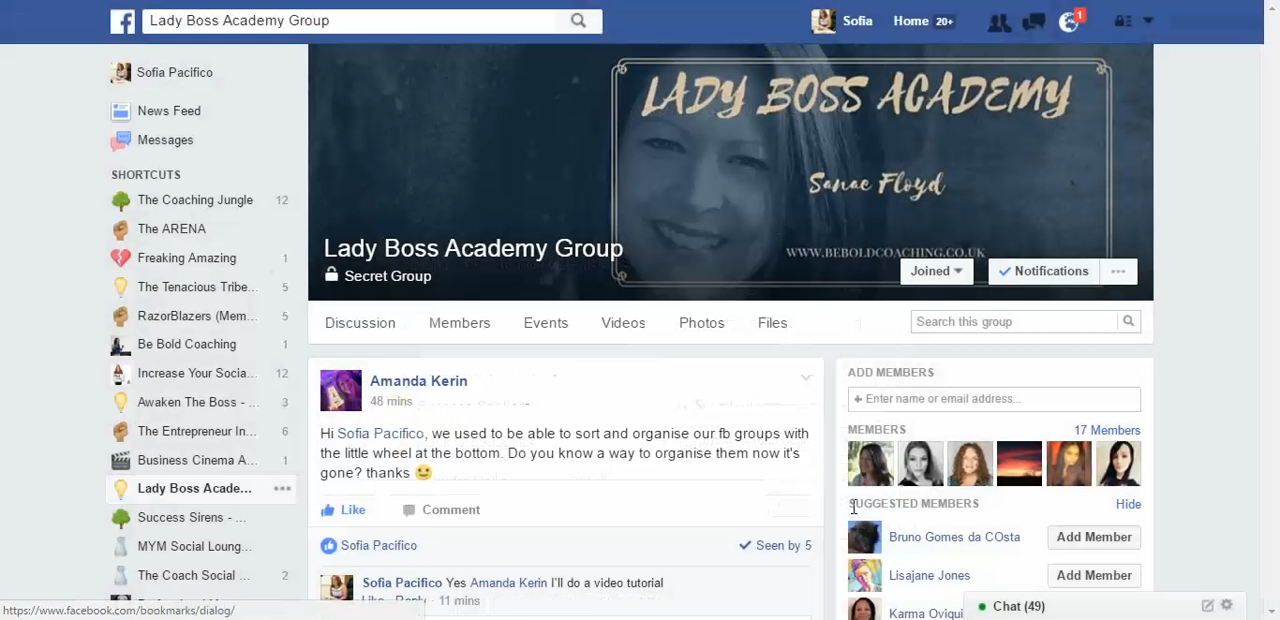 Lady Boss Academy Group
Sofia
Home 20+
1
Sofia Pacifico
News Feed
Messages
SHORTCUTS
The Coaching Jungle 12
The ARENA
Freaking Amazing 1
The Tenacious Tribe... 5
RazorBlazers (Mem... 5
Be Bold Coaching 1
Increase Your Socia... 12
Awaken The Boss - ... 3
The Entrepreneur In... 6
Business Cinema A... 1
Lady Boss Acade...
Success Sirens - ...
MYM Social Loung...
The Coach Social ... 2
https://www.facebook.com/bookmarks/dialog/
LADY BOSS ACADEMY
Sanae Floyd
WWW.BEBOLDCOACHING.CO.UK
Lady Boss Academy Group
Secret Group
Joined
Notifications
Discussion
Members
Events
Videos
Photos
Files
Search this group
Amanda Kerin
48 mins
Hi Sofia Pacifico, we used to be able to sort and organise our fb groups with
the little wheel at the bottom. Do you know a way to organise them now it's
gone? thanks
Like
Comment
Sofia Pacifico
Seen by 5
Sofia Pacifico Yes Amanda Kerin I'll do a video tutorial
Like · Reply · 11 mins
ADD MEMBERS
+ Enter name or email address...
MEMBERS
17 Members
SUGGESTED MEMBERS
Hide
Bruno Gomes da COsta
Add Member
Lisajane Jones
Add Member
Karma Oviqui
Chat (49)